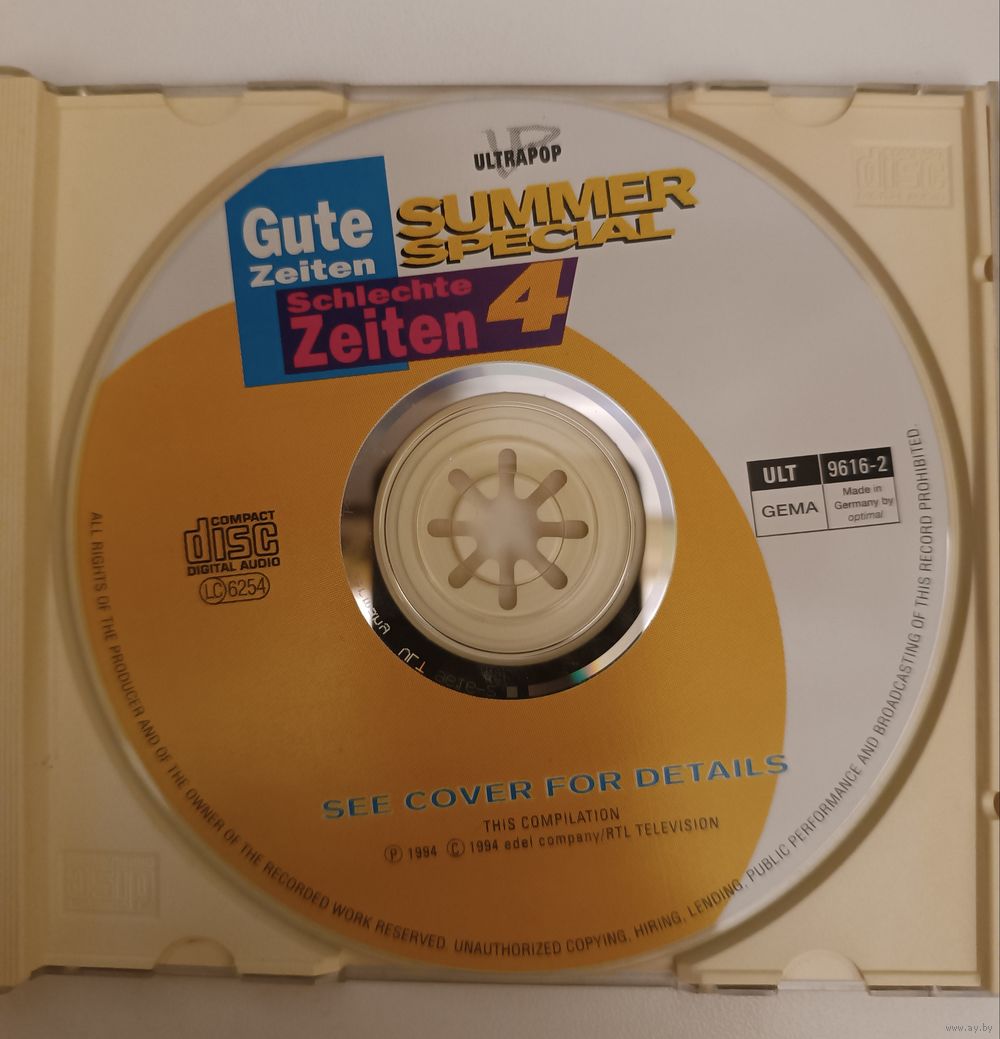 ULTRAPOP
SUMMER
SPECIAL
Gute
Zeiten
Schlechte
Zeiten 4
ULT 9616-2
GEMA Made in
Germany by
optimal
COMPACT
disc
DIGITAL AUDIO
LC 6254
SEE COVER FOR DETAILS
THIS COMPILATION
Ⓟ 1994 Ⓒ 1994 edel company/RTL TELEVISION
ALL RIGHTS OF THE PRODUCER AND OF THE OWNER OF THE RECORDED WORK RESERVED. UNAUTHORIZED COPYING, HIRING, LENDING, PUBLIC PERFORMANCE AND BROADCASTING OF THIS RECORD PROHIBITED.
www.ay.by